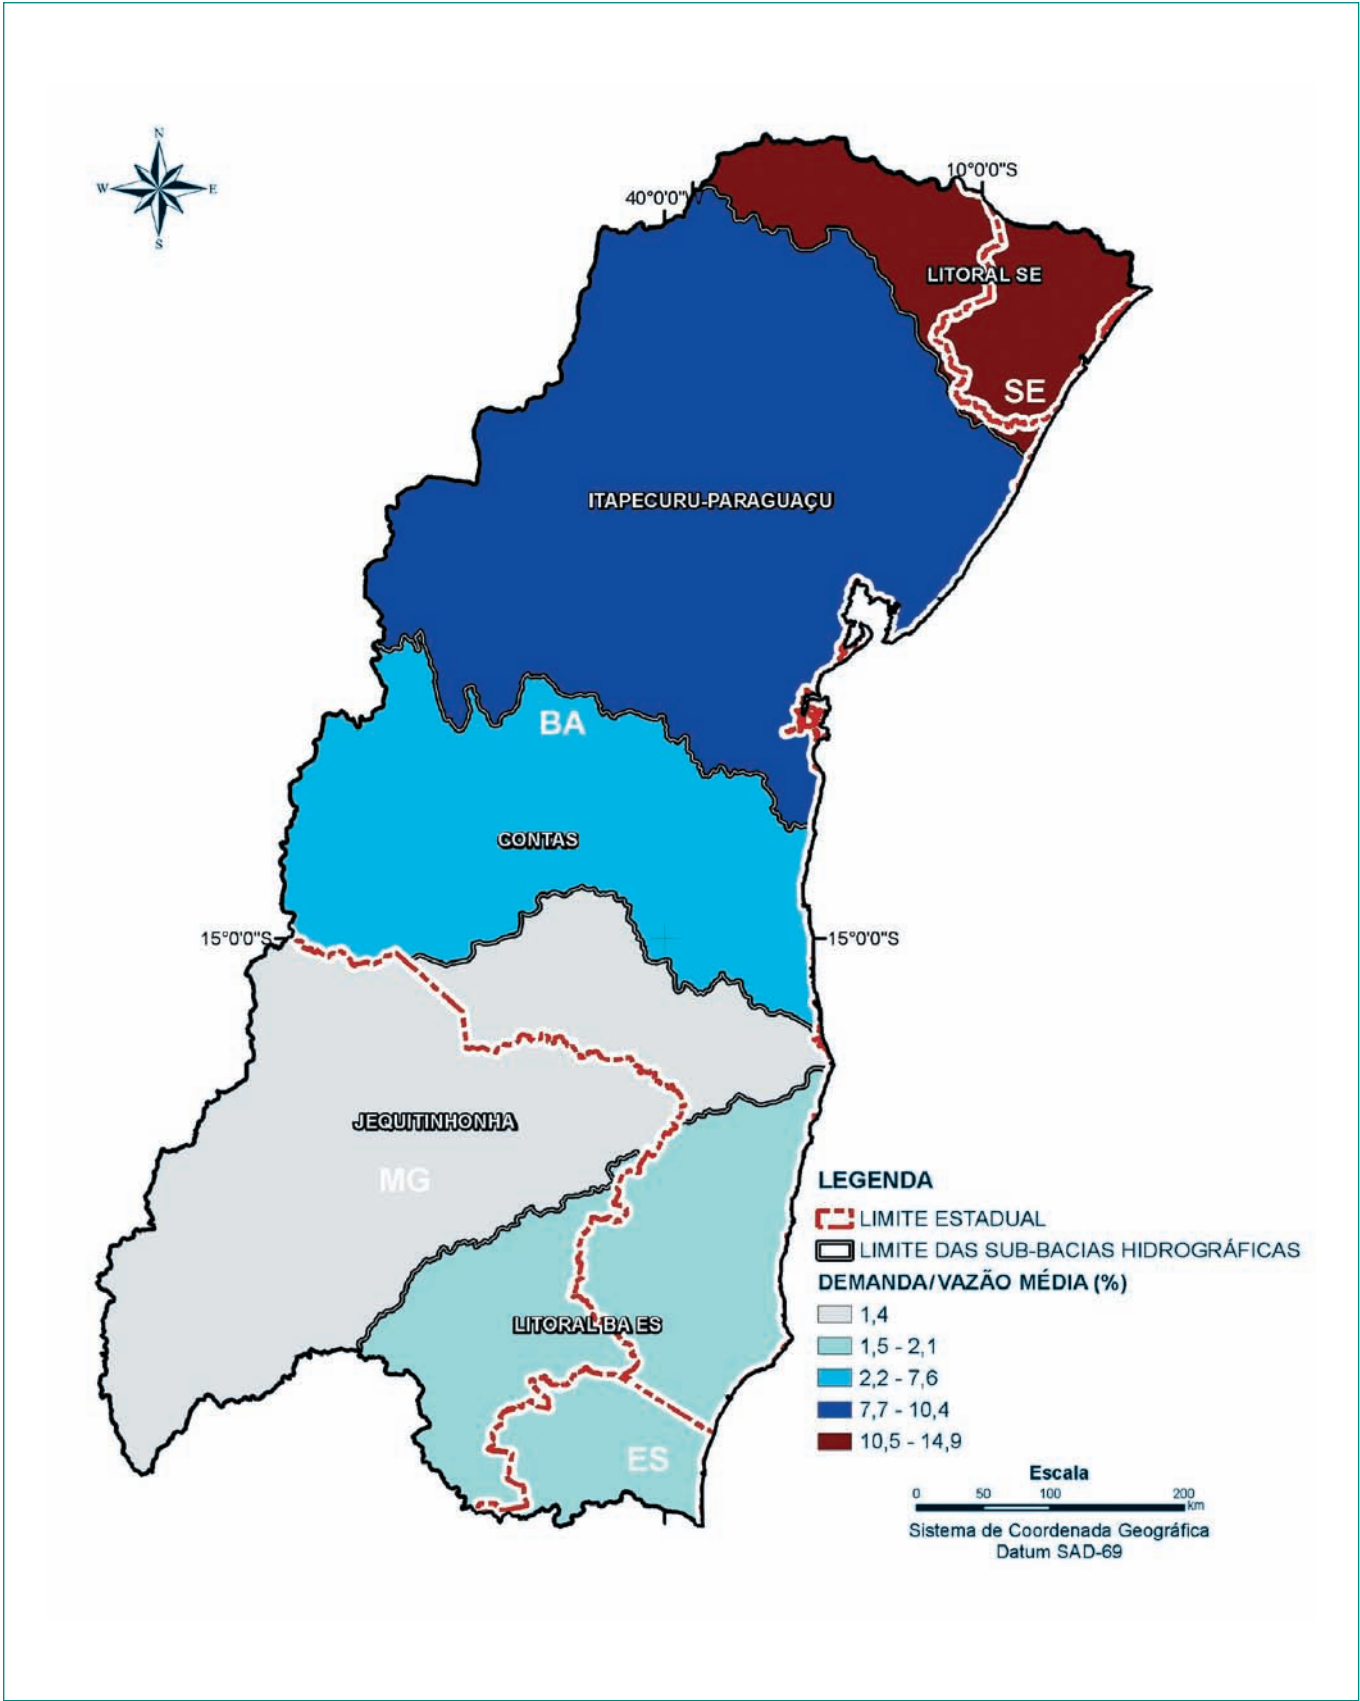 N
W E
S
10°0'0"S
40°0'0"W
LITORAL SE
SE
ITAPECURU-PARAGUAÇU
BA
CONTAS
15°0'0"S
15°0'0"S
JEQUITINHONHA
MG
LITORAL BA ES
ES
LEGENDA
LIMITE ESTADUAL
LIMITE DAS SUB-BACIAS HIDROGRÁFICAS
DEMANDA/VAZÃO MÉDIA (%)
1,4
1,5 - 2,1
2,2 - 7,6
7,7 - 10,4
10,5 - 14,9
Escala
0 50 100 200
km
Sistema de Coordenada Geográfica
Datum SAD-69